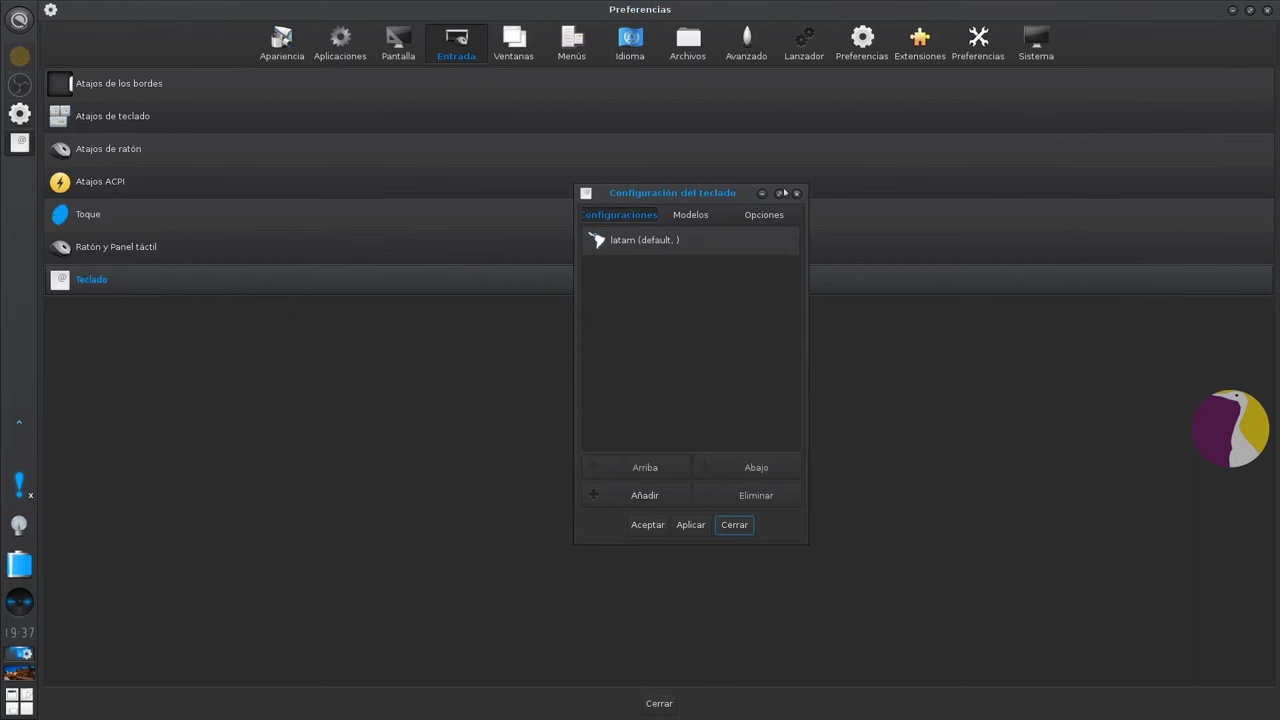 Preferencias
Apariencia Aplicaciones Pantalla Entrada Ventanas Menús Idioma Archivos Avanzado Lanzador Preferencias Extensiones Preferencias Sistema
Atajos de los bordes
Atajos de teclado
Atajos de ratón
Atajos ACPI
Toque
Ratón y Panel táctil
Teclado
Configuración del teclado
Configuraciones Modelos Opciones
latam (default, )
Arriba Abajo
Añadir Eliminar
Aceptar Aplicar Cerrar
x
19:37
Cerrar